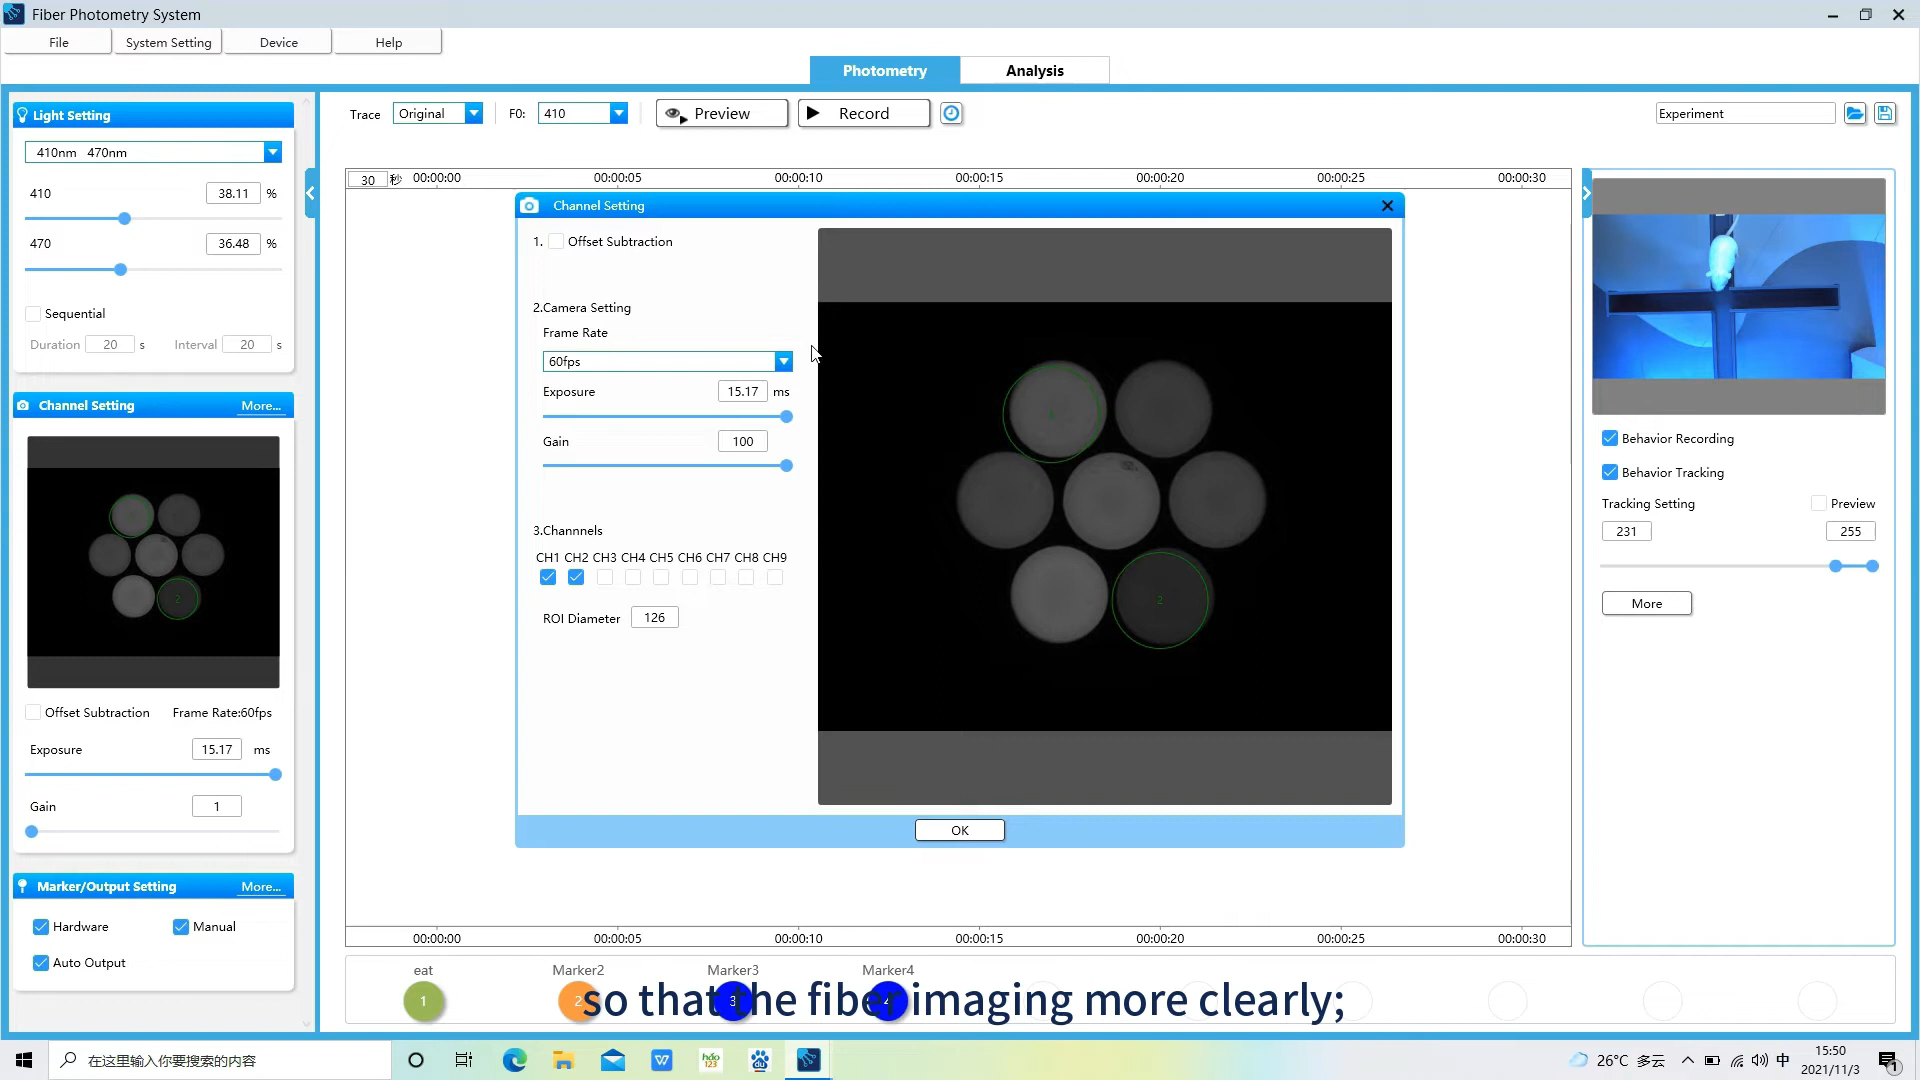 Fiber Photometry System
File System Setting Device Help
Photometry Analysis
Light Setting
410nm 470nm
410 38.11 %
470 36.48 %
Sequential
Duration 20 s Interval 20 s
Channel Setting More...
2
Offset Subtraction Frame Rate:60fps
Exposure 15.17 ms
Gain 1
Marker/Output Setting More...
Hardware Manual
Auto Output
Trace Original F0: 410 Preview Record
Experiment
30 秒 00:00:00 00:00:05 00:00:10 00:00:15 00:00:20 00:00:25 00:00:30
Channel Setting
1. Offset Subtraction
2.Camera Setting
Frame Rate
60fps
Exposure 15.17 ms
Gain 100
3.Channnels
CH1 CH2 CH3 CH4 CH5 CH6 CH7 CH8 CH9
ROI Diameter 126
2
OK
Behavior Recording
Behavior Tracking
Tracking Setting Preview
231 255
More
00:00:00 00:00:05 00:00:10 00:00:15 00:00:20 00:00:25 00:00:30
eat Marker2 Marker3 Marker4
1 2 3 4
so that the fiber imaging more clearly;
在这里输入你要搜索的内容
hao
123
du
26°C 多云
中
15:50
2021/11/3
1